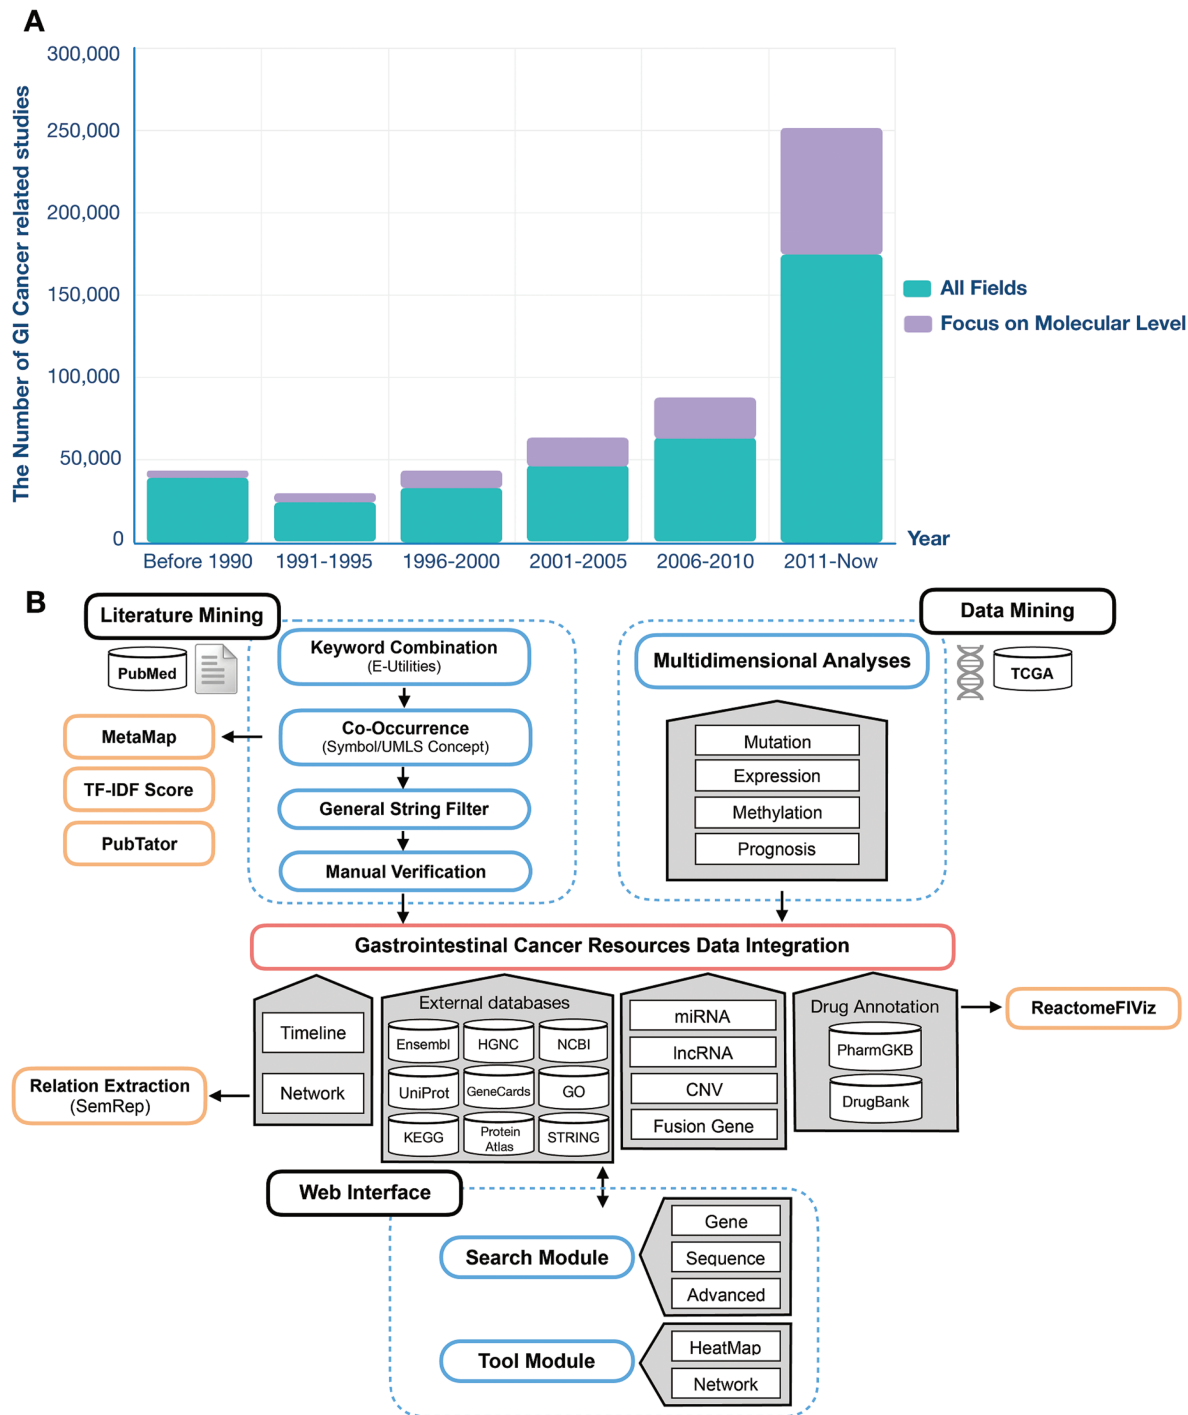 A
The Number of GI Cancer related studies
300,000
250,000
200,000
150,000
100,000
50,000
0
Before 1990
1991-1995
1996-2000
2001-2005
2006-2010
2011-Now
Year
All Fields
Focus on Molecular Level
B
Literature Mining
PubMed
Keyword Combination
(E-Utilities)
Co-Occurrence
(Symbol/UMLS Concept)
General String Filter
Manual Verification
MetaMap
TF-IDF Score
PubTator
Data Mining
TCGA
Multidimensional Analyses
Mutation
Expression
Methylation
Prognosis
Gastrointestinal Cancer Resources Data Integration
Timeline
Network
Relation Extraction
(SemRep)
External databases
Ensembl
HGNC
NCBI
UniProt
GeneCards
GO
KEGG
Protein
Atlas
STRING
miRNA
lncRNA
CNV
Fusion Gene
Drug Annotation
PharmGKB
DrugBank
ReactomeFIViz
Web Interface
Search Module
Gene
Sequence
Advanced
Tool Module
HeatMap
Network